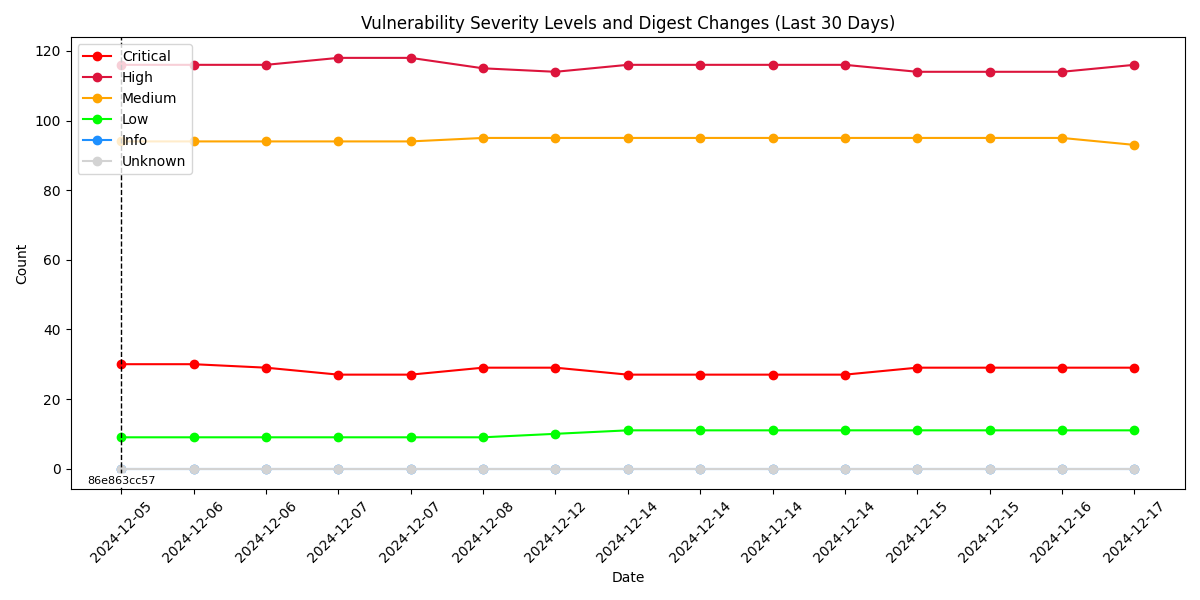 Vulnerability Severity Levels and Digest Changes (Last 30 Days)
120
100
80
60
40
20
0
Count
Critical
High
Medium
Low
Info
Unknown
86e863cc57
2024-12-05
2024-12-06
2024-12-06
2024-12-07
2024-12-07
2024-12-08
2024-12-12
2024-12-14
2024-12-14
2024-12-14
2024-12-14
2024-12-15
2024-12-15
2024-12-16
2024-12-17
Date